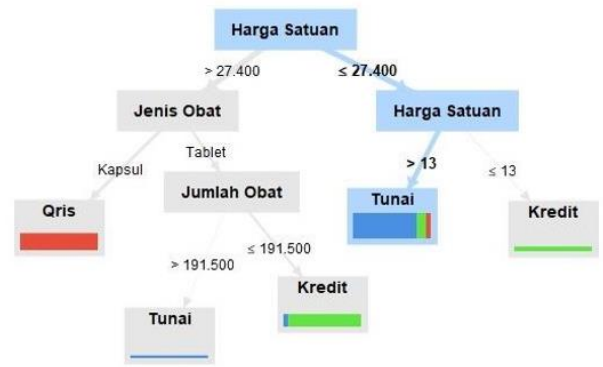 Harga Satuan
> 27.400
≤ 27.400
Jenis Obat
Harga Satuan
Kapsul
Tablet
> 13
≤ 13
Qris
Jumlah Obat
Tunai
Kredit
> 191.500
≤ 191.500
Tunai
Kredit